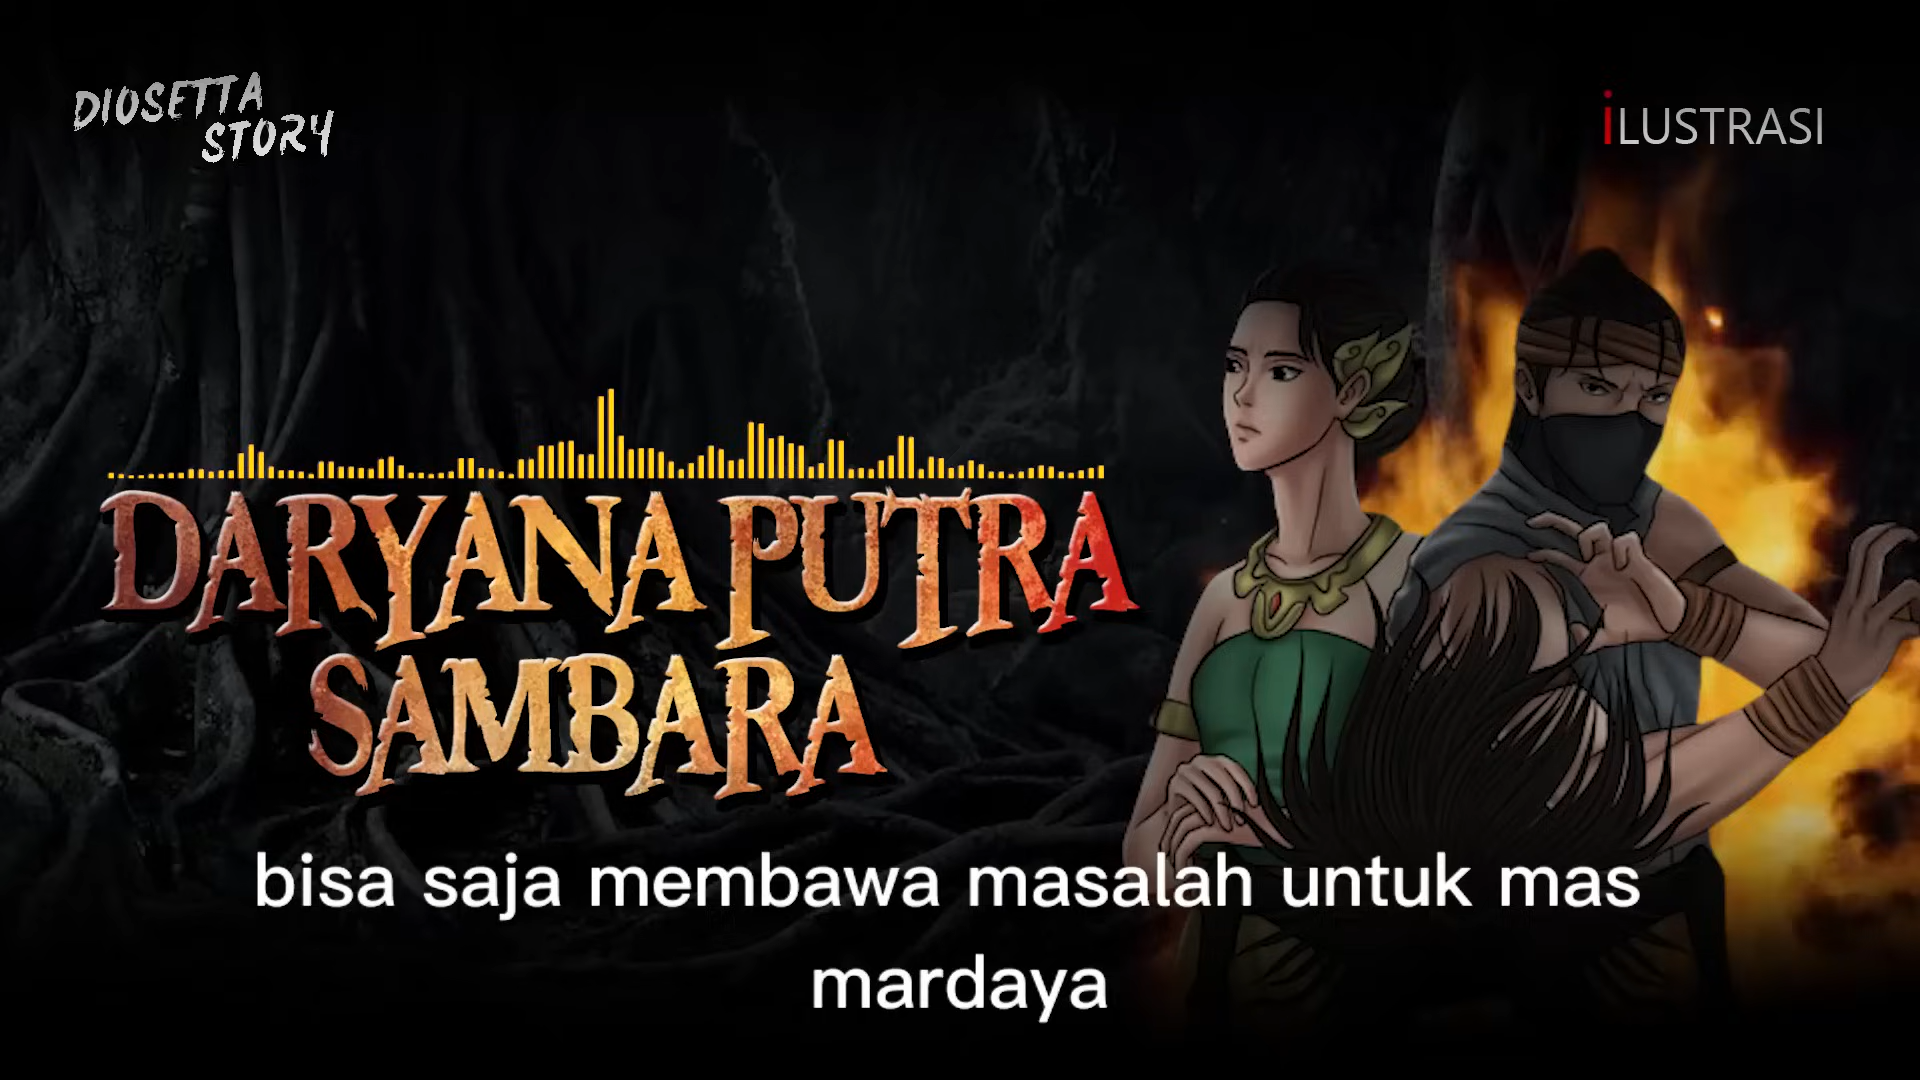 DIOSETTA
STORY
iLUSTRASI
DARYANA PUTRA
SAMBARA
bisa saja membawa masalah untuk mas
mardaya